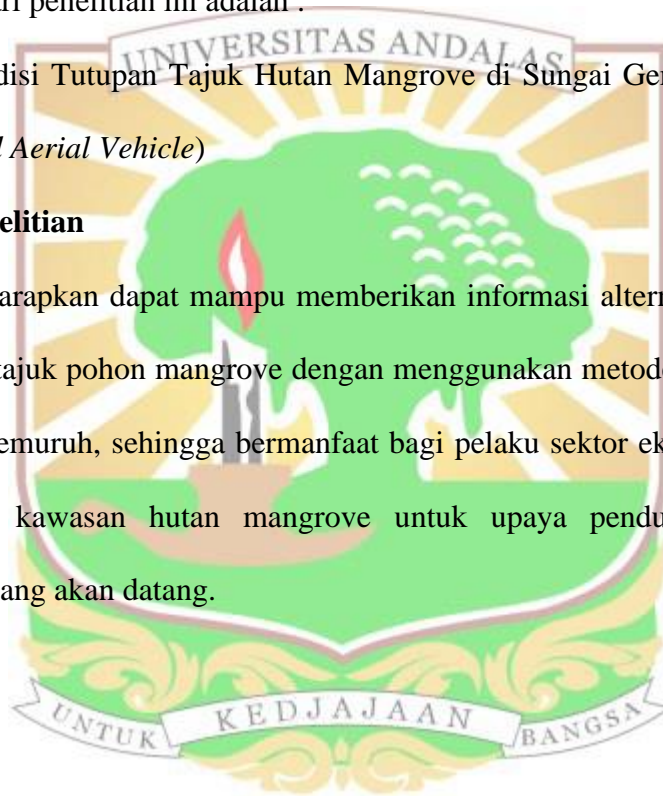 ri penelitian ini adalah :
UNIVERSITAS ANDALAS
disi Tutupan Tajuk Hutan Mangrove di Sungai Ge
Aerial Vehicle)
elitian
arapkan dapat mampu memberikan informasi altern
tajuk pohon mangrove dengan menggunakan metode
emuruh, sehingga bermanfaat bagi pelaku sektor ek
kawasan hutan mangrove untuk upaya pendu
ang akan datang.
UNTUK KEDJAJAAN BANGSA